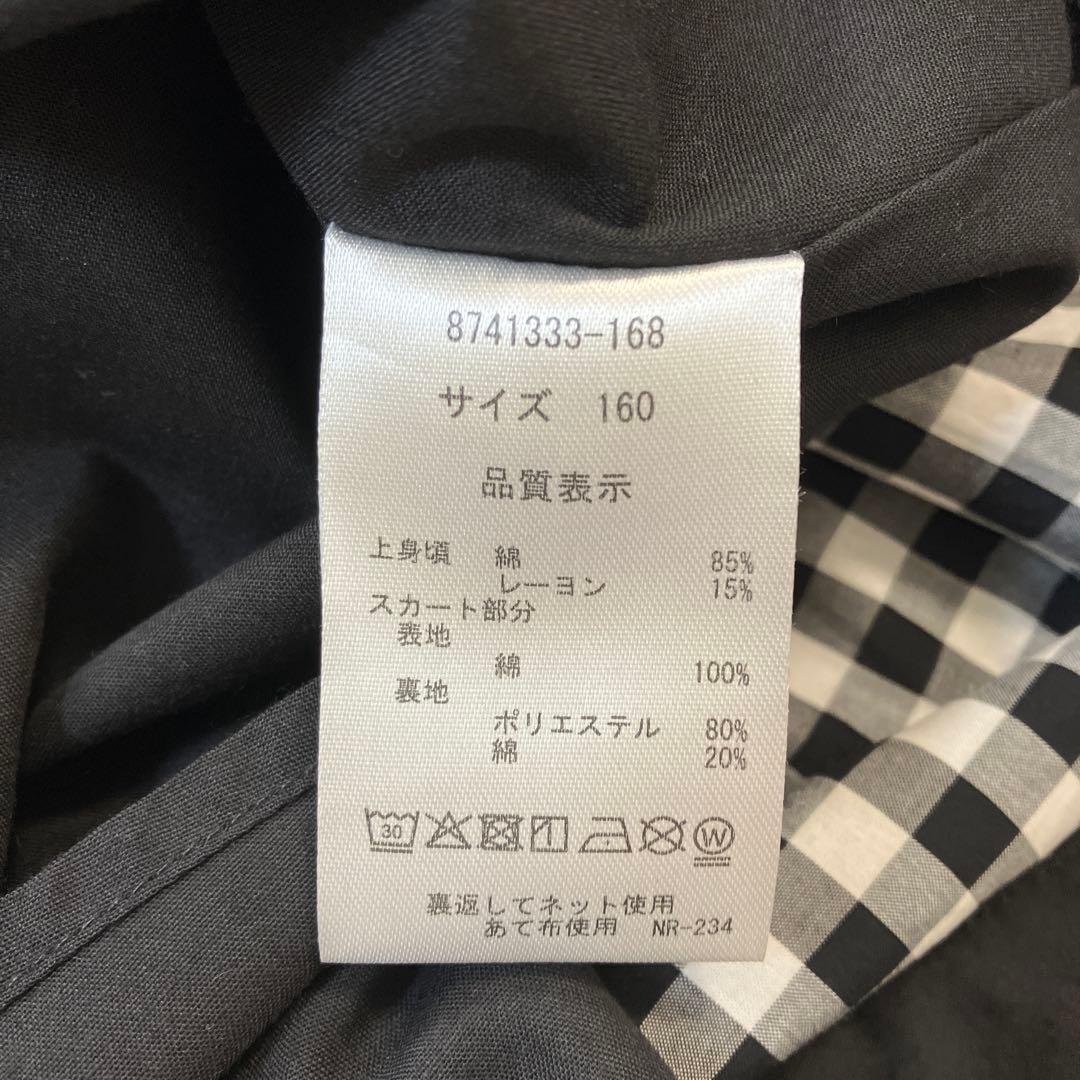 8741333-168
サイズ 160
品質表示
上身頃 綿 85%
レーヨン 15%
スカート部分
表地
綿 100%
裏地
ポリエステル 80%
綿 20%
30 W
裏返してネット使用
あて布使用 NR-234